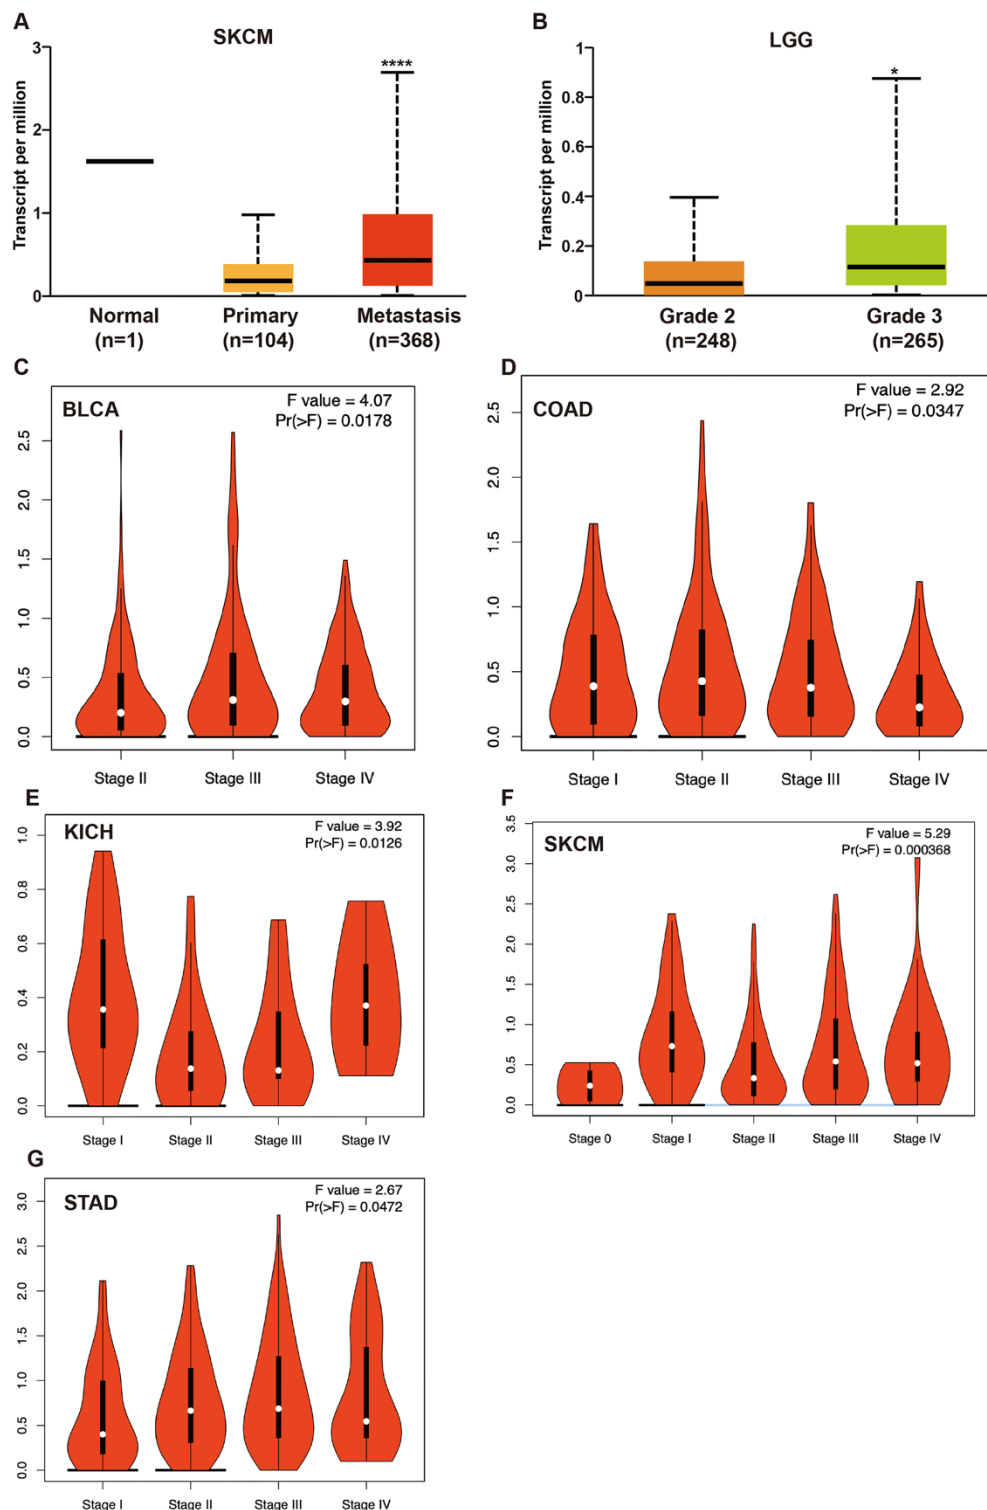 A
SKCM
Transcript per million
3
2
1
0
****
Normal
(n=1)
Primary
(n=104)
Metastasis
(n=368)
B
LGG
Transcript per million
1
0.8
0.6
0.4
0.2
0
*
Grade 2
(n=248)
Grade 3
(n=265)
C
BLCA
F value = 4.07
Pr(>F) = 0.0178
2.5
2.0
1.5
1.0
0.5
0.0
Stage II
Stage III
Stage IV
D
COAD
F value = 2.92
Pr(>F) = 0.0347
2.5
2.0
1.5
1.0
0.5
0.0
Stage I
Stage II
Stage III
Stage IV
E
KICH
F value = 3.92
Pr(>F) = 0.0126
1.0
0.8
0.6
0.4
0.2
0.0
Stage I
Stage II
Stage III
Stage IV
F
SKCM
F value = 5.29
Pr(>F) = 0.000368
3.5
3.0
2.5
2.0
1.5
1.0
0.5
0.0
Stage 0
Stage I
Stage II
Stage III
Stage IV
G
STAD
F value = 2.67
Pr(>F) = 0.0472
3.0
2.5
2.0
1.5
1.0
0.5
0.0
Stage I
Stage II
Stage III
Stage IV